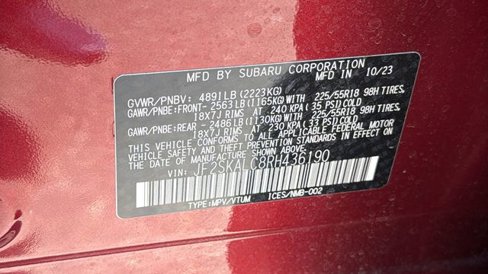 MFD BY SUBARU CORPORATION 10/23
GVWR/PNBV: 4891LB (2223KG)
GAWR/PNBE:FRONT- 2563LB(1165KG)WITH 225/55R18 98H TIRES,
18X7J RIMS AT 240 KPA(35 PSI)COLD
GAWR/PNBE:REAR -2486LB(1130KG)WITH 225/55R18 98H TIRES,
18X7J RIMS AT 230 KPA(33 PSI)COLD
THIS VEHICLE CONFORMS TO ALL APPLICABLE FEDERAL MOTOR
VEHICLE SAFETY AND
THEFT PREVENTION STANDARDS IN EFFECT ON THE DATE OF
MANUFACTURE SHOWN ABOVE.
VIN: JF2SKALC8RH436190
TYPE:MPV/VTUM ICES/NMB-002